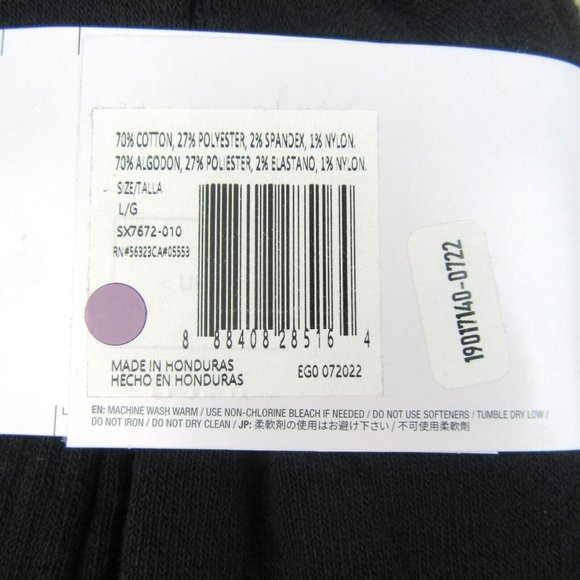 70% COTTON, 27% POLYESTER, 2% SPANDEX, 1% NYLON.
70% ALGODON, 27% POLIESTER, 2% ELASTANO, 1% NYLON.
SIZE/TALLA
L/G
SX7672-010
RN#56323CA#05553
8 88408 28516 4
MADE IN HONDURAS
HECHO EN HONDURAS
EG0 072022
19017140-0722
EN: MACHINE WASH WARM / USE NON-CHLORINE BLEACH IF NEEDED / DO NOT USE SOFTENERS / TUMBLE DRY LOW /
DO NOT IRON / DO NOT DRY CLEAN / JP: 柔軟剤の使用はお避け下さい / 不可使用柔軟剤